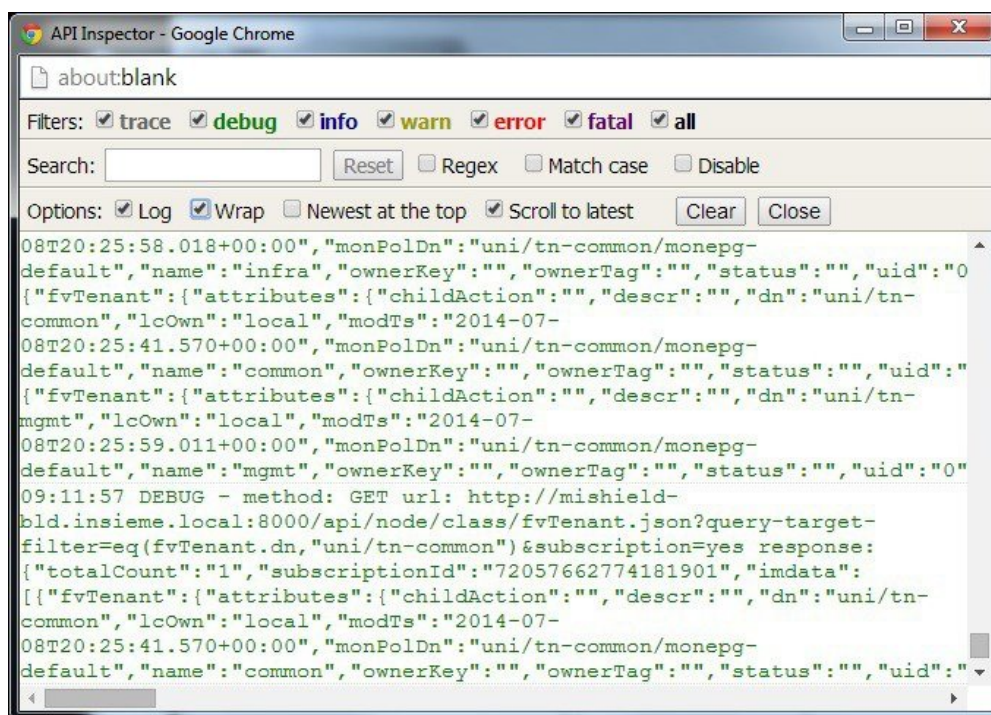 API Inspector - Google Chrome
about:blank
Filters: trace debug info warn error fatal all
Search: Reset Regex Match case Disable
Options: Log Wrap Newest at the top Scroll to latest Clear Close
08T20:25:58.018+00:00","monPolDn":"uni/tn-common/monepg-
default","name":"infra","ownerKey":"","ownerTag":"","status":"","uid":"0
{"fvTenant":{"attributes":{"childAction":"","descr":"","dn":"uni/tn-
common","lcOwn":"local","modTs":"2014-07-
08T20:25:41.570+00:00","monPolDn":"uni/tn-common/monepg-
default","name":"common","ownerKey":"","ownerTag":"","status":"","uid":"
{"fvTenant":{"attributes":{"childAction":"","descr":"","dn":"uni/tn-
mgmt","lcOwn":"local","modTs":"2014-07-
08T20:25:59.011+00:00","monPolDn":"uni/tn-common/monepg-
default","name":"mgmt","ownerKey":"","ownerTag":"","status":"","uid":"0"
09:11:57 DEBUG - method: GET url: http://mishield-
bld.insieme.local:8000/api/node/class/fvTenant.json?query-target-
filter=eq(fvTenant.dn,"uni/tn-common")&subscription=yes response:
{"totalCount":"1","subscriptionId":"72057662774181901","imdata":
[{"fvTenant":{"attributes":{"childAction":"","descr":"","dn":"uni/tn-
common","lcOwn":"local","modTs":"2014-07-
08T20:25:41.570+00:00","monPolDn":"uni/tn-common/monepg-
default","name":"common","ownerKey":"","ownerTag":"","status":"","uid":"